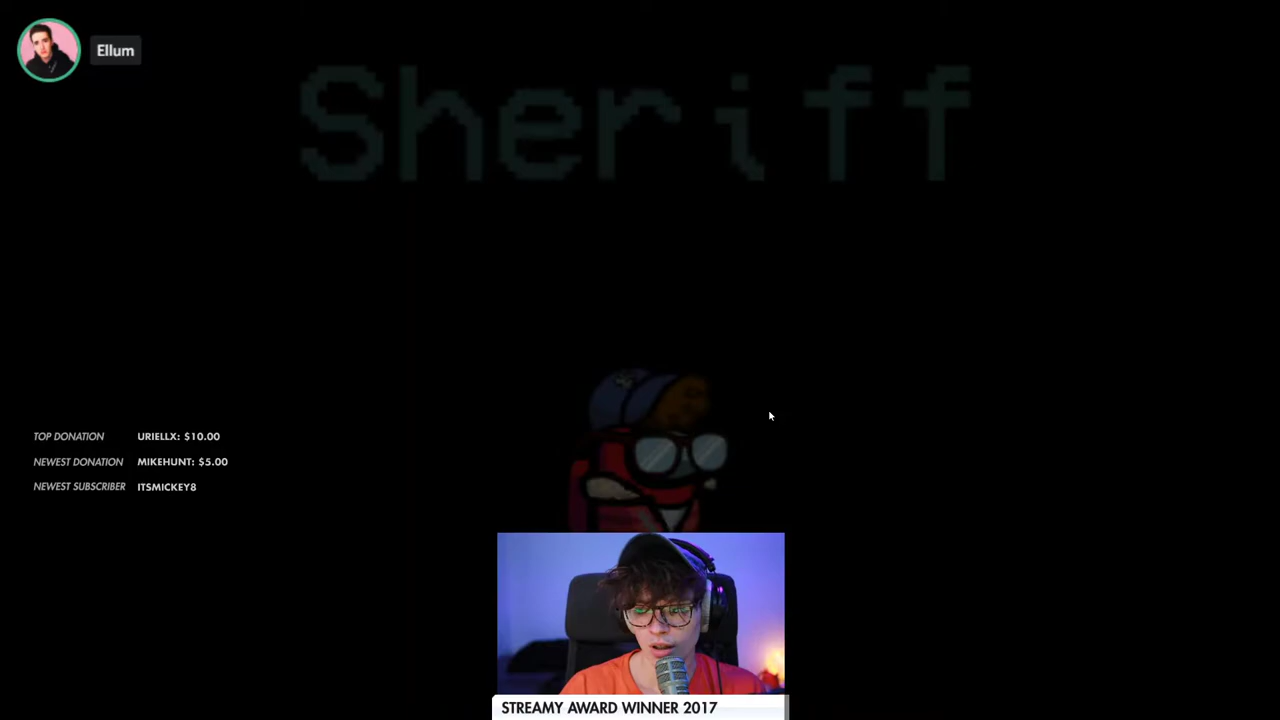 Ellum
Sheriff
TOP DONATION URIELLX: $10.00
NEWEST DONATION MIKEHUNT: $5.00
NEWEST SUBSCRIBER ITSMICKEY8
STREAMY AWARD WINNER 2017